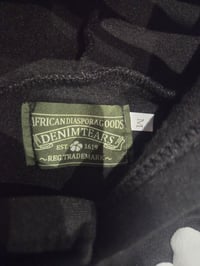 AFRICAN DIASPORA GOODS
DENIM TEARS
EST 1619
~REG TRADEMARK~
M